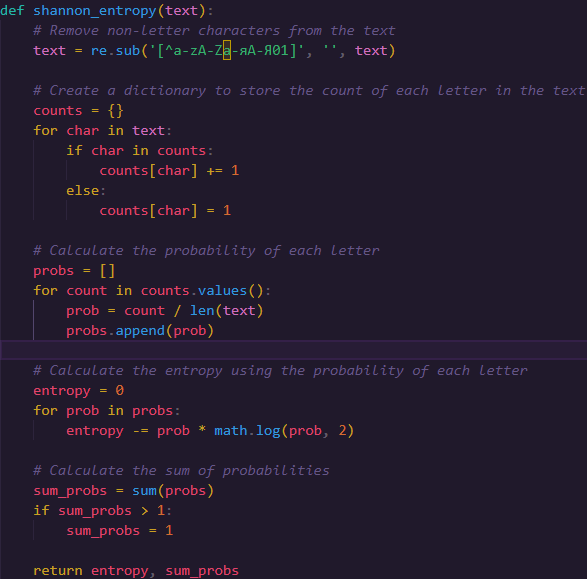 def shannon_entropy(text):
    # Remove non-letter characters from the text
    text = re.sub('[^a-zA-Zа-яА-Я01]', '', text)

    # Create a dictionary to store the count of each letter in the text
    counts = {}
    for char in text:
        if char in counts:
            counts[char] += 1
        else:
            counts[char] = 1

    # Calculate the probability of each letter
    probs = []
    for count in counts.values():
        prob = count / len(text)
        probs.append(prob)

    # Calculate the entropy using the probability of each letter
    entropy = 0
    for prob in probs:
        entropy -= prob * math.log(prob, 2)

    # Calculate the sum of probabilities
    sum_probs = sum(probs)
    if sum_probs > 1:
        sum_probs = 1

    return entropy, sum_probs